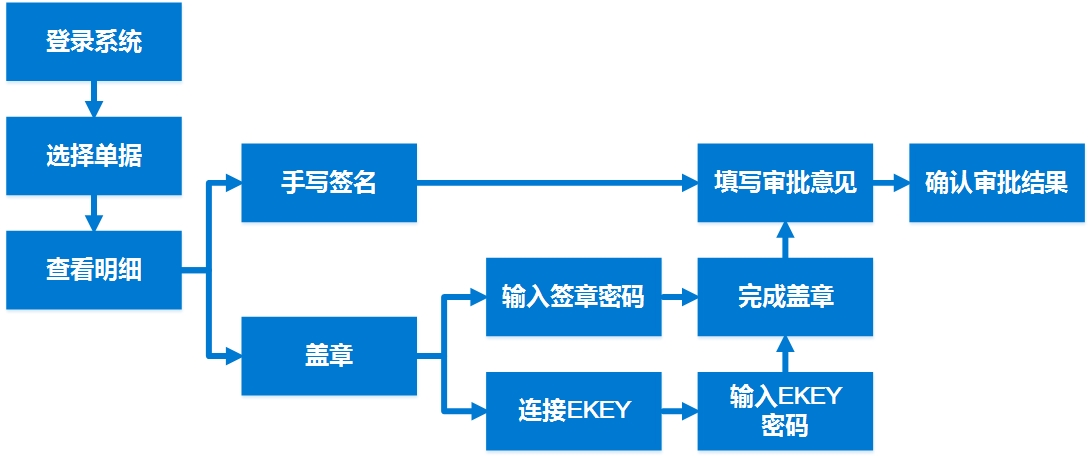 登录系统
选择单据
查看明细
手写签名
填写审批意见
确认审批结果
盖章
输入签章密码
完成盖章
连接EKEY
输入EKEY
密码